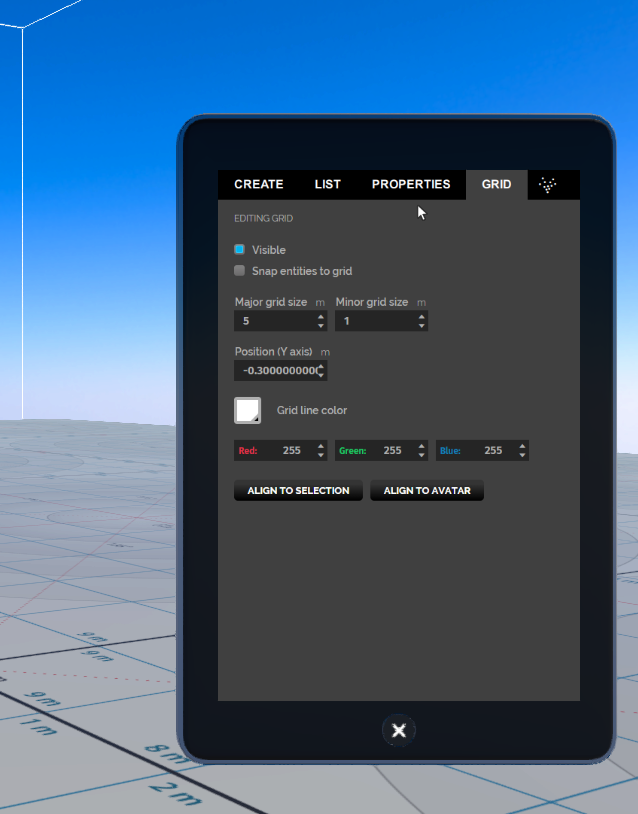 CREATE LIST PROPERTIES GRID
EDITING GRID
Visible
Snap entities to grid
Major grid size m Minor grid size m
5 1
Position (Y axis) m
-0.300000000
Grid line color
Red: 255 Green: 255 Blue: 255
ALIGN TO SELECTION ALIGN TO AVATAR
9m
9m
9m
1m
8m
2m